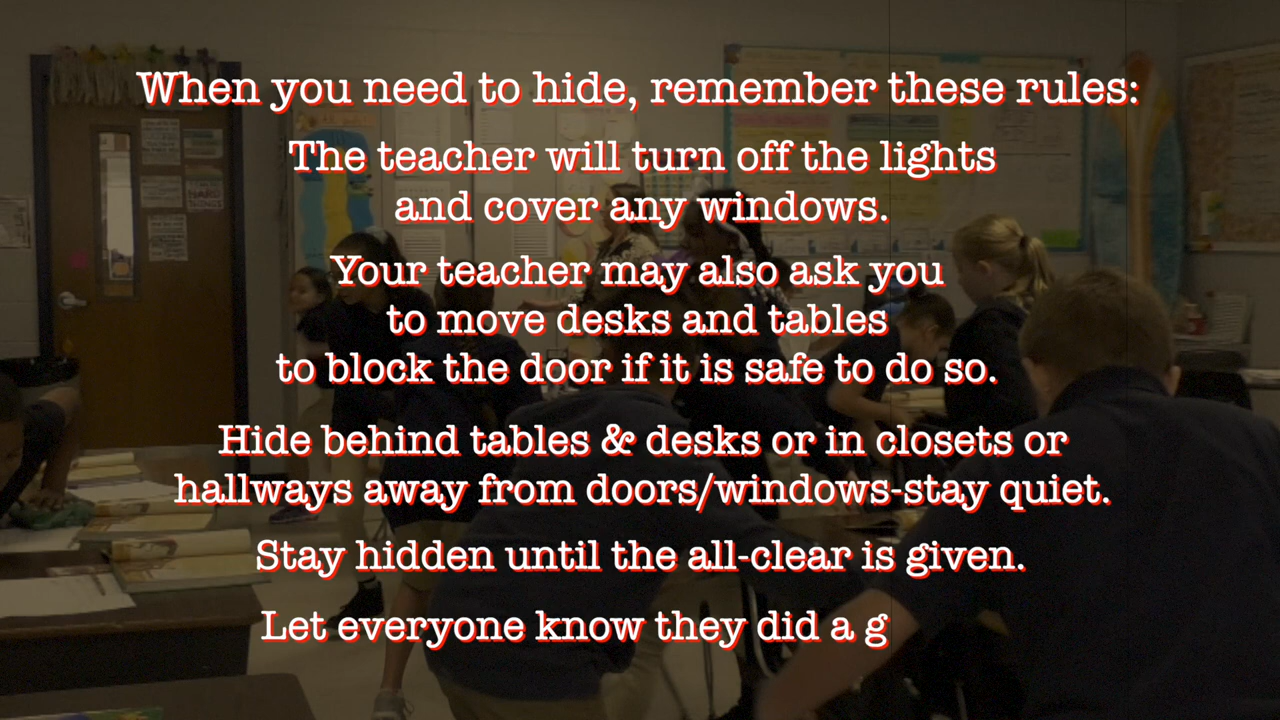 When you need to hide, remember these rules:
The teacher will turn off the lights
and cover any windows.
Your teacher may also ask you
to move desks and tables
to block the door if it is safe to do so.
Hide behind tables & desks or in closets or
hallways away from doors/windows-stay quiet.
Stay hidden until the all-clear is given.
Let everyone know they did a g